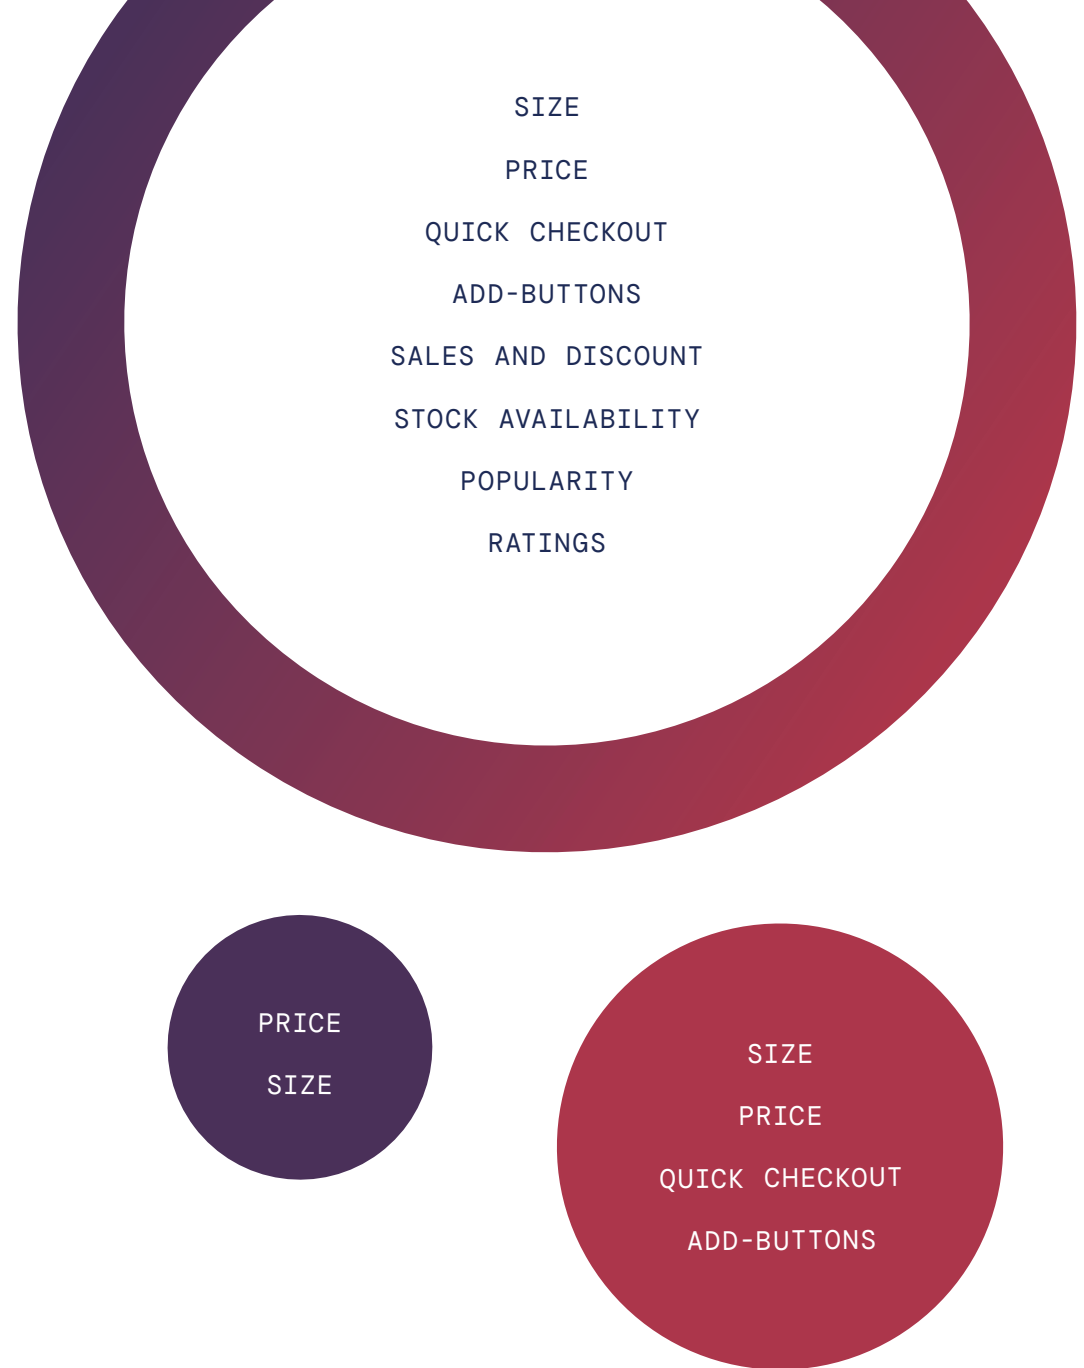 SIZE
PRICE
QUICK CHECKOUT
ADD-BUTTONS
SALES AND DISCOUNT
STOCK AVAILABILITY
POPULARITY
RATINGS
PRICE
SIZE
SIZE
PRICE
QUICK CHECKOUT
ADD-BUTTONS